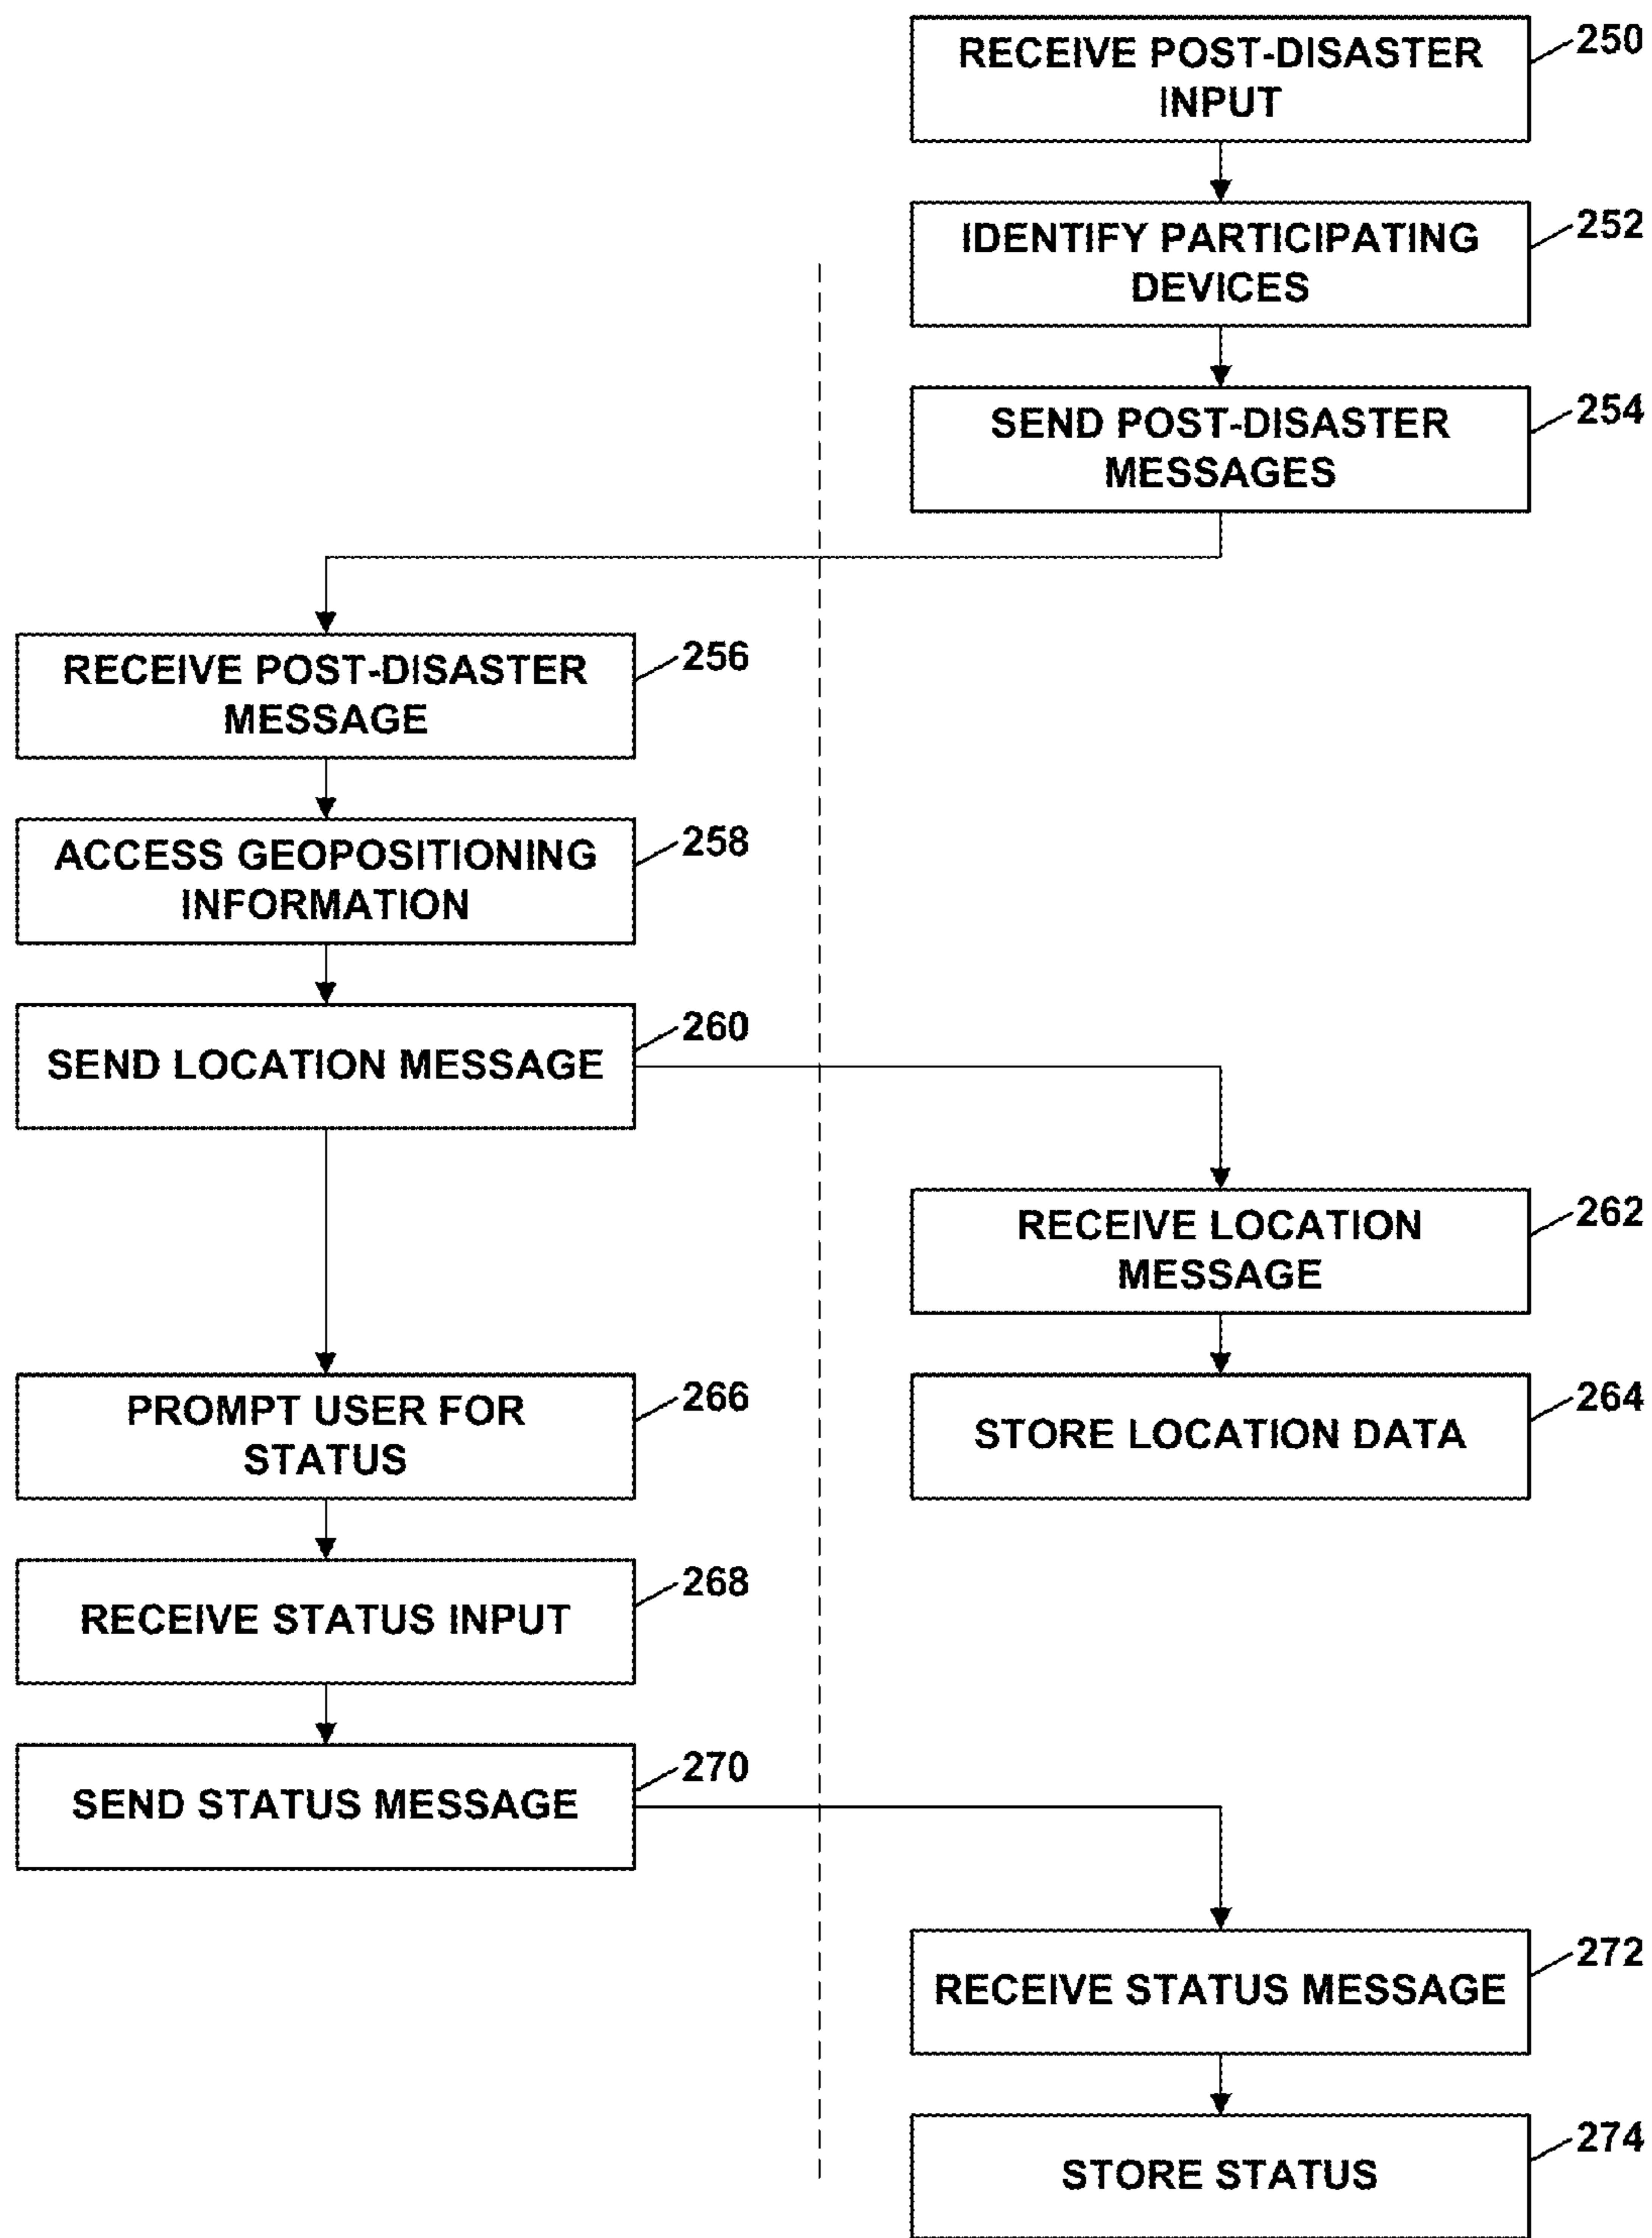 RECEIVE POST-DISASTER
INPUT
250
IDENTIFY PARTICIPATING
DEVICES
252
SEND POST-DISASTER
MESSAGES
254
RECEIVE POST-DISASTER
MESSAGE
256
ACCESS GEOPOSITIONING
INFORMATION
258
SEND LOCATION MESSAGE
260
RECEIVE LOCATION
MESSAGE
262
STORE LOCATION DATA
264
PROMPT USER FOR
STATUS
266
RECEIVE STATUS INPUT
268
SEND STATUS MESSAGE
270
RECEIVE STATUS MESSAGE
272
STORE STATUS
274